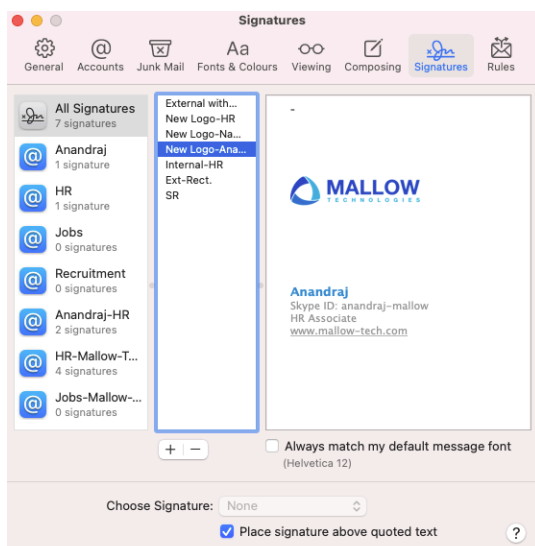 Signatures
General
Accounts
Junk Mail
Fonts & Colours
Viewing
Composing
Signatures
Rules
All Signatures
7 signatures
Anandraj
1 signature
HR
1 signature
Jobs
0 signatures
Recruitment
0 signatures
Anandraj-HR
2 signatures
HR-Mallow-T...
4 signatures
Jobs-Mallow-...
0 signatures
External with...
New Logo-HR
New Logo-Na...
New Logo-Ana...
Internal-HR
Ext-Rect.
SR
-
MALLOW
TECHNOLOGIES
Anandraj
Skype ID: anandraj-mallow
HR Associate
www.mallow-tech.com
Always match my default message font
(Helvetica 12)
Choose Signature: None
Place signature above quoted text
?